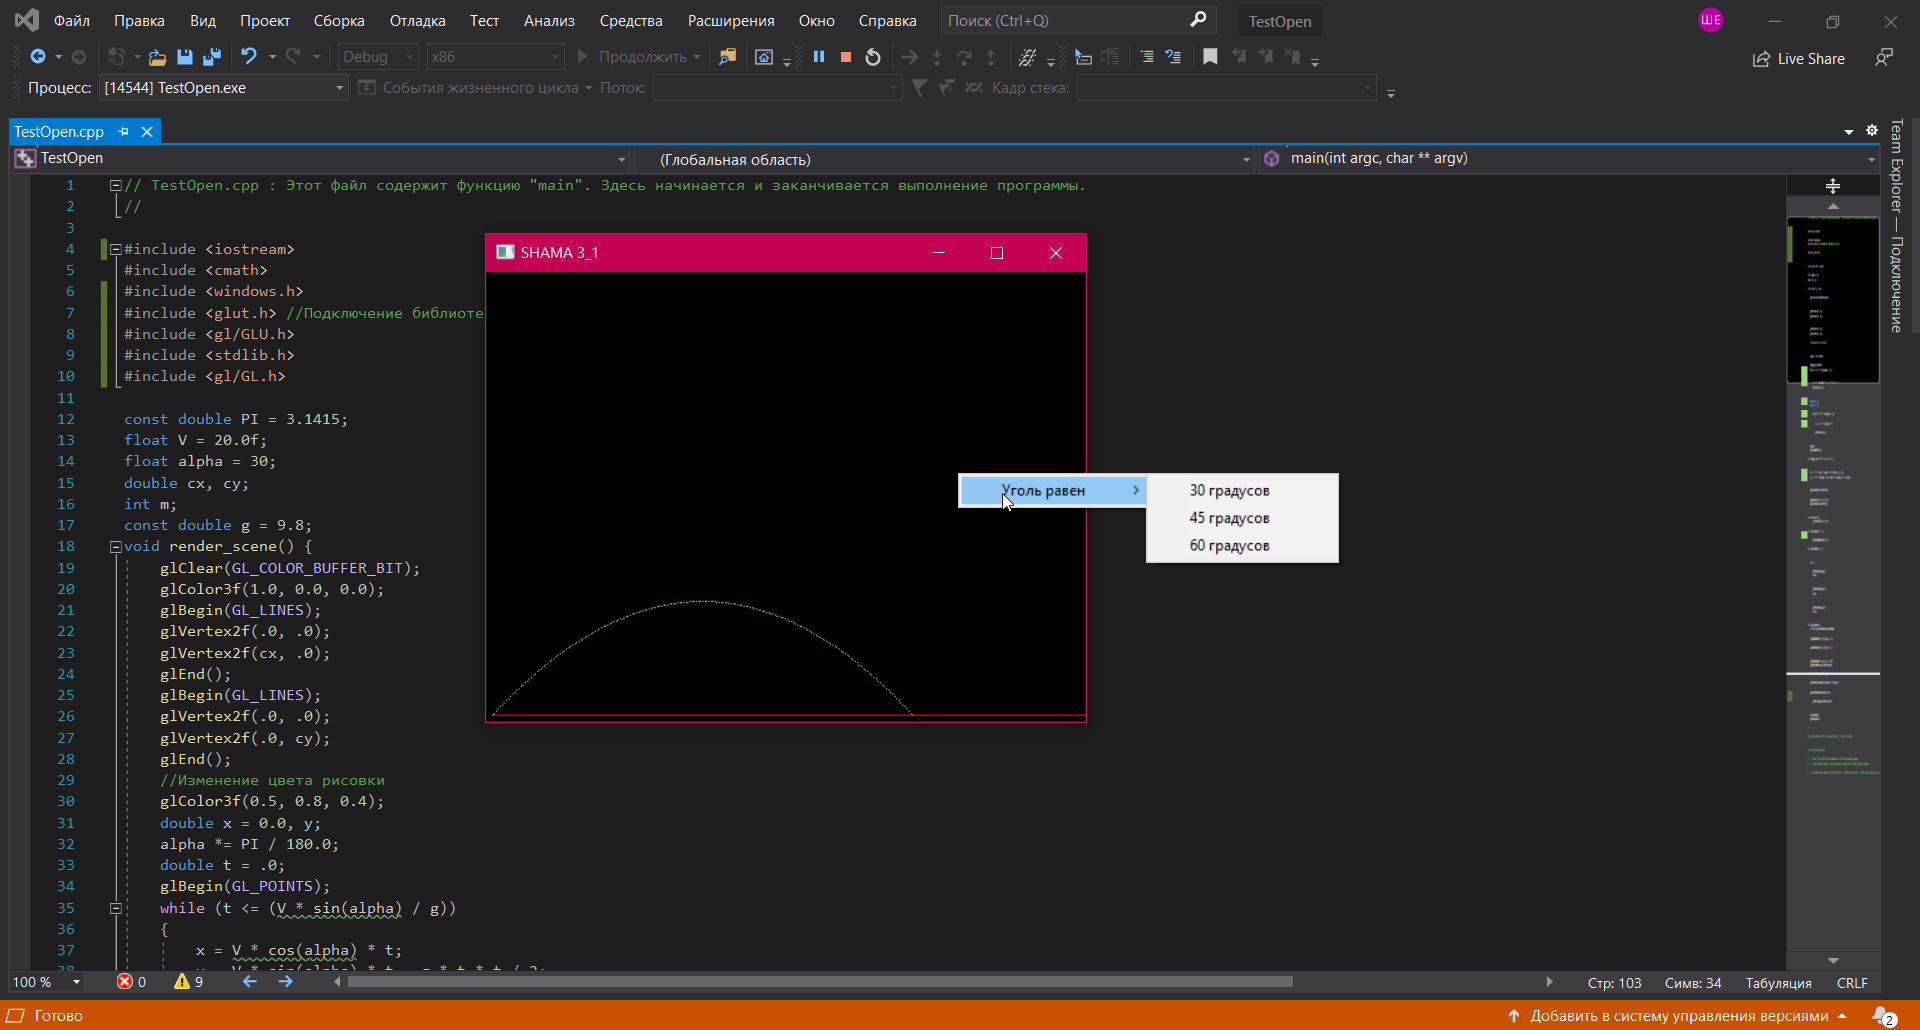 Файл Правка Вид Проект Сборка Отладка Тест Анализ Средства Расширения Окно Справка Поиск (Ctrl+Q) TestOpen ШЕ
Debug x86 Продолжить Live Share
Процесс: [14544] TestOpen.exe События жизненного цикла Поток: Кадр стека:
TestOpen.cpp
TestOpen (Глобальная область) main(int argc, char ** argv)
1 // TestOpen.cpp : Этот файл содержит функцию "main". Здесь начинается и заканчивается выполнение программы.
2 //
3
4 #include <iostream>
5 #include <cmath>
6 #include <windows.h>
7 #include <glut.h> //Подключение библиоте
8 #include <gl/GLU.h>
9 #include <stdlib.h>
10 #include <gl/GL.h>
11
12 const double PI = 3.1415;
13 float V = 20.0f;
14 float alpha = 30;
15 double cx, cy;
16 int m;
17 const double g = 9.8;
18 void render_scene() {
19 glClear(GL_COLOR_BUFFER_BIT);
20 glColor3f(1.0, 0.0, 0.0);
21 glBegin(GL_LINES);
22 glVertex2f(.0, .0);
23 glVertex2f(cx, .0);
24 glEnd();
25 glBegin(GL_LINES);
26 glVertex2f(.0, .0);
27 glVertex2f(.0, cy);
28 glEnd();
29 //Изменение цвета рисовки
30 glColor3f(0.5, 0.8, 0.4);
31 double x = 0.0, y;
32 alpha *= PI / 180.0;
33 double t = .0;
34 glBegin(GL_POINTS);
35 while (t <= (V * sin(alpha) / g))
36 {
37 x = V * cos(alpha) * t;
SHAMA 3_1
Уголь равен
30 градусов
45 градусов
60 градусов
Team Explorer — Подключение
100 % 0 9 Стр: 103 Симв: 34 Табуляция CRLF
Готово Добавить в систему управления версиями 2